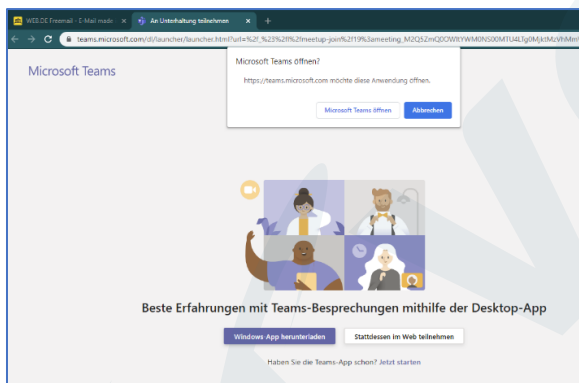 WEB.DE Freemail - E-Mail made
An Unterhaltung teilnehmen
teams.microsoft.com/dl/launcher/launcher.html?url=%2f_%23%2fl%2fmeetup-join%2f19%3ameeting_
Microsoft Teams
Microsoft Teams öffnen?
https://teams.microsoft.com möchte diese Anwendung öffnen.
Microsoft Teams öffnen
Abbrechen
Beste Erfahrungen mit Teams-Besprechungen mithilfe der Desktop-App
Windows-App herunterladen
Stattdessen im Web teilnehmen
Haben Sie die Teams-App schon? Jetzt starten